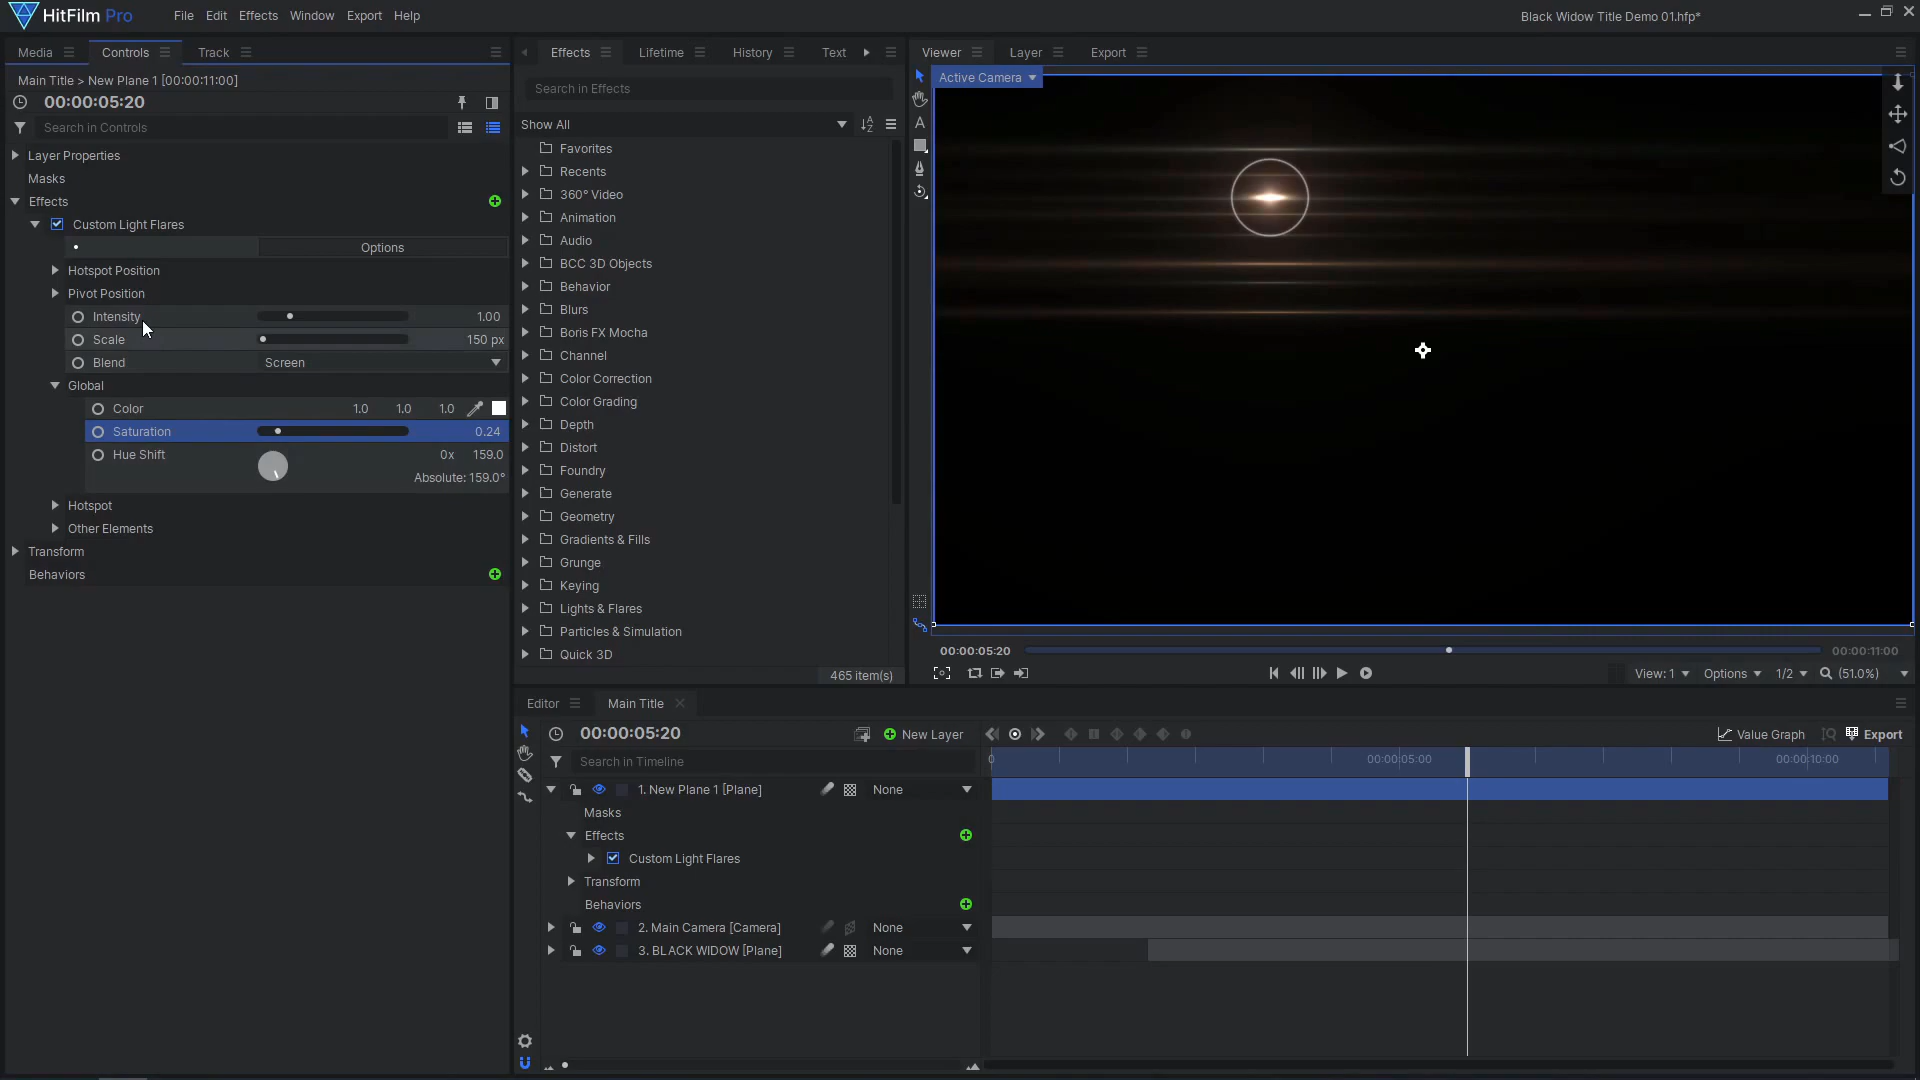 HitFilm Pro
File Edit Effects Window Export Help
Black Widow Title Demo 01.hfp*
Media Controls Track
Main Title > New Plane 1 [00:00:11:00]
00:00:05:20
Search in Controls
Layer Properties
Masks
Effects
Custom Light Flares
Options
Hotspot Position
Pivot Position
Intensity 1.00
Scale 150 px
Blend Screen
Global
Color 1.0 1.0 1.0
Saturation 0.24
Hue Shift 0x 159.0
Absolute: 159.0°
Hotspot
Other Elements
Transform
Behaviors
Effects Lifetime History Text
Search in Effects
Show All
Favorites
Recents
360° Video
Animation
Audio
BCC 3D Objects
Behavior
Blurs
Boris FX Mocha
Channel
Color Correction
Color Grading
Depth
Distort
Foundry
Generate
Geometry
Gradients & Fills
Grunge
Keying
Lights & Flares
Particles & Simulation
Quick 3D
465 item(s)
Viewer Layer Export
Active Camera
A
00:00:05:20 00:00:11:00
View: 1 Options 1/2 (51.0%)
Editor Main Title
00:00:05:20 New Layer Value Graph Export
Search in Timeline
0 00:00:05:00 00:00:10:00
1. New Plane 1 [Plane] None
Masks
Effects
Custom Light Flares
Transform
Behaviors
2. Main Camera [Camera] None
3. BLACK WIDOW [Plane] None